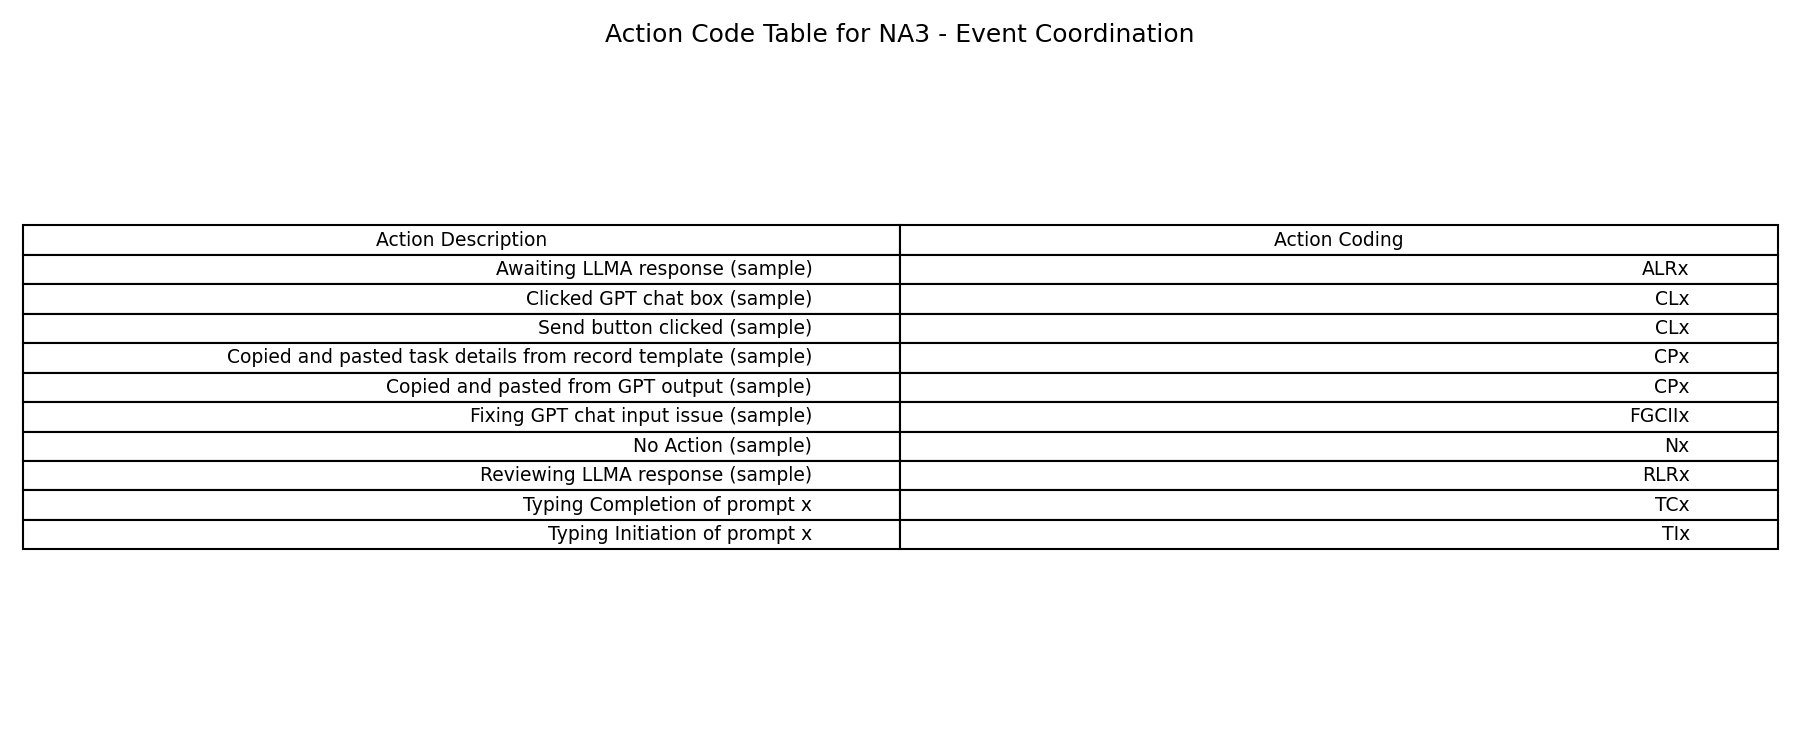 Action Code Table for NA3 - Event Coordination
Action Description Action Coding
Awaiting LLMA response (sample) ALRx
Clicked GPT chat box (sample) CLx
Send button clicked (sample) CLx
Copied and pasted task details from record template (sample) CPx
Copied and pasted from GPT output (sample) CPx
Fixing GPT chat input issue (sample) FGCIIx
No Action (sample) Nx
Reviewing LLMA response (sample) RLRx
Typing Completion of prompt x TCx
Typing Initiation of prompt x TIx